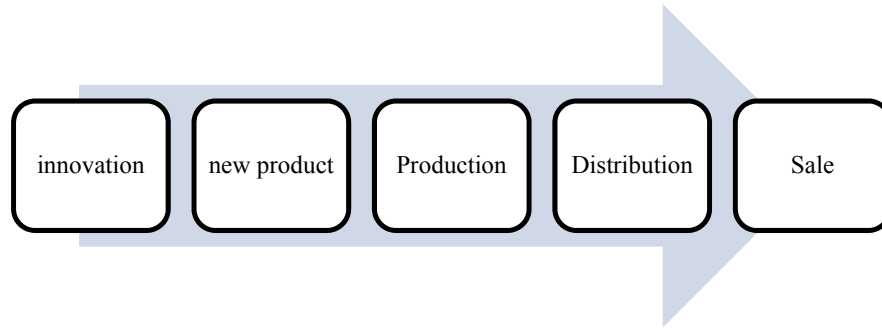 innovation
new product
Production
Distribution
Sale